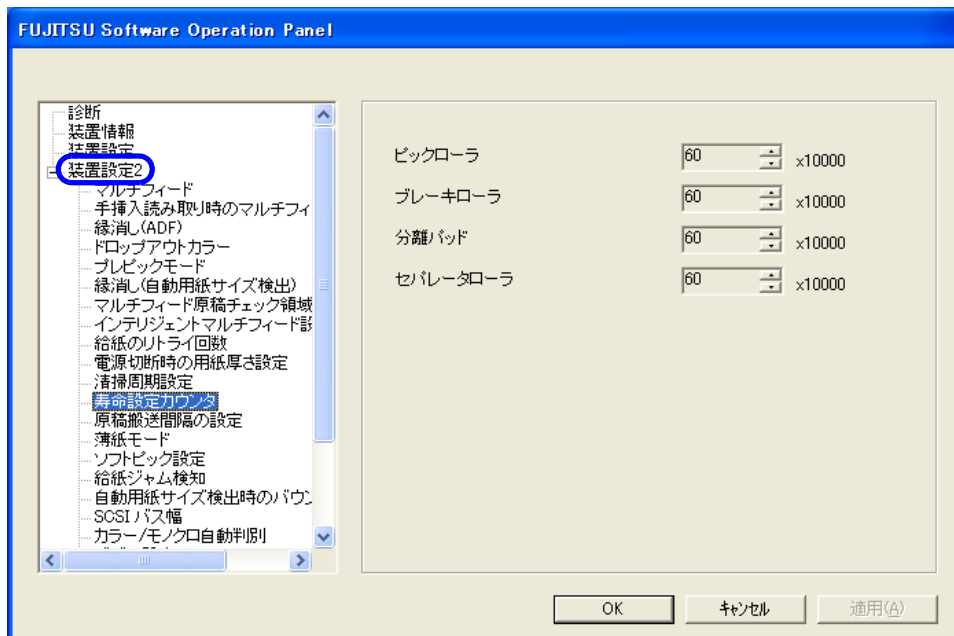 FUJITSU Software Operation Panel
診断
装置情報
装置設定
装置設定2
マルチフィード
手挿入読み取り時のマルチフィ
縁消し(ADF)
ドロップアウトカラー
プレピックモード
縁消し(自動用紙サイズ検出)
マルチフィード原稿チェック領域
インテリジェントマルチフィード設
給紙のリトライ回数
電源切断時の用紙厚さ設定
清掃周期設定
寿命設定カウンタ
原稿搬送間隔の設定
薄紙モード
ソフトピック設定
給紙ジャム検知
自動用紙サイズ検出時のバウン
SCSI バス幅
カラー/モノクロ自動判別
ピックローラ 60 x10000
ブレーキローラ 60 x10000
分離パッド 60 x10000
セパレータローラ 60 x10000
OK キャンセル 適用(A)